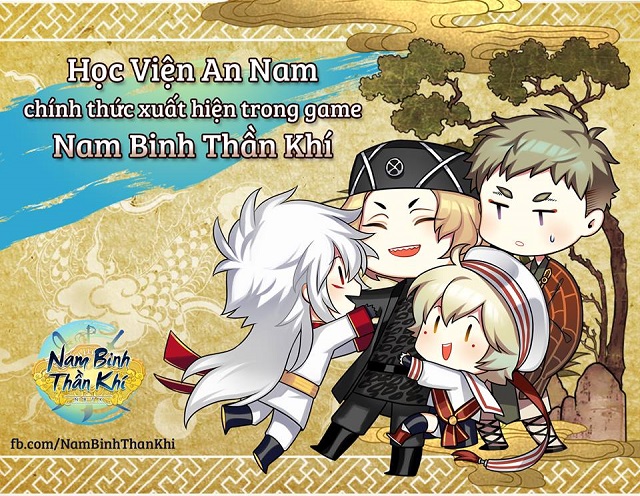 Học Viện An Nam
chính thức xuất hiện trong game
Nam Binh Thần Khí
Nam Binh
Thần Khí
fb.com/NamBinhThanKhi